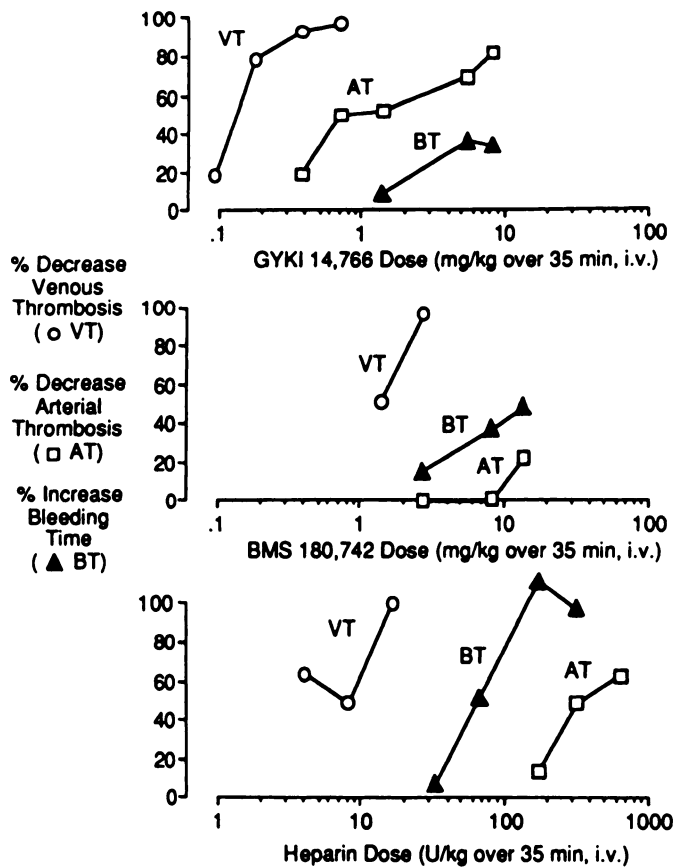 100
80
60
40
20
0
VT
AT
BT
.1
1
10
100
GYKI 14,766 Dose (mg/kg over 35 min, i.v.)
% Decrease
Venous
Thrombosis
( ○ VT)
% Decrease
Arterial
Thrombosis
( □ AT)
% Increase
Bleeding
Time
( ▲ BT)
100
80
60
40
20
0
VT
BT
AT
.1
1
10
100
BMS 180,742 Dose (mg/kg over 35 min, i.v.)
100
80
60
40
20
0
VT
BT
AT
1
10
100
1000
Heparin Dose (U/kg over 35 min, i.v.)